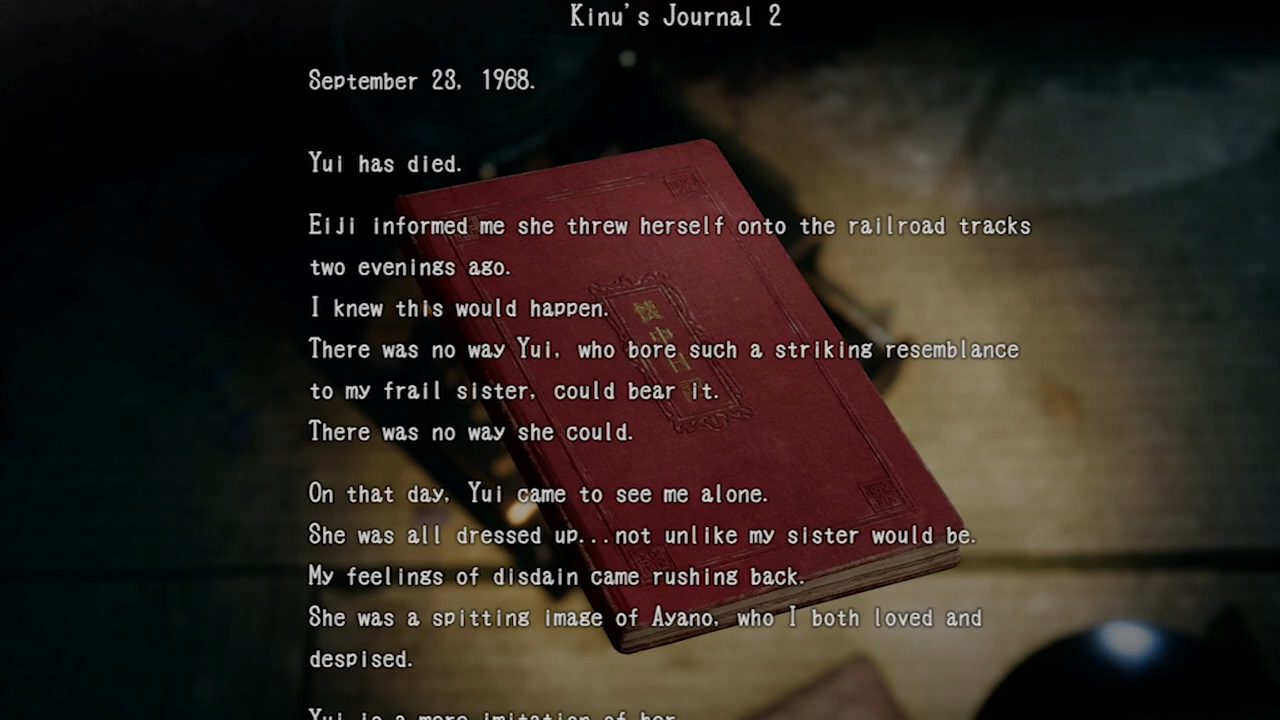 Kinu's Journal 2
September 23, 1968.
Yui has died.
Eiji informed me she threw herself onto the railroad tracks
two evenings ago.
I knew this would happen.
There was no way Yui, who bore such a striking resemblance
to my frail sister, could bear it.
There was no way she could.
On that day, Yui came to see me alone.
She was all dressed up...not unlike my sister would be.
My feelings of disdain came rushing back.
She was a spitting image of Ayano, who I both loved and
despised.
Yui is a mere imitation of her.
懐中日